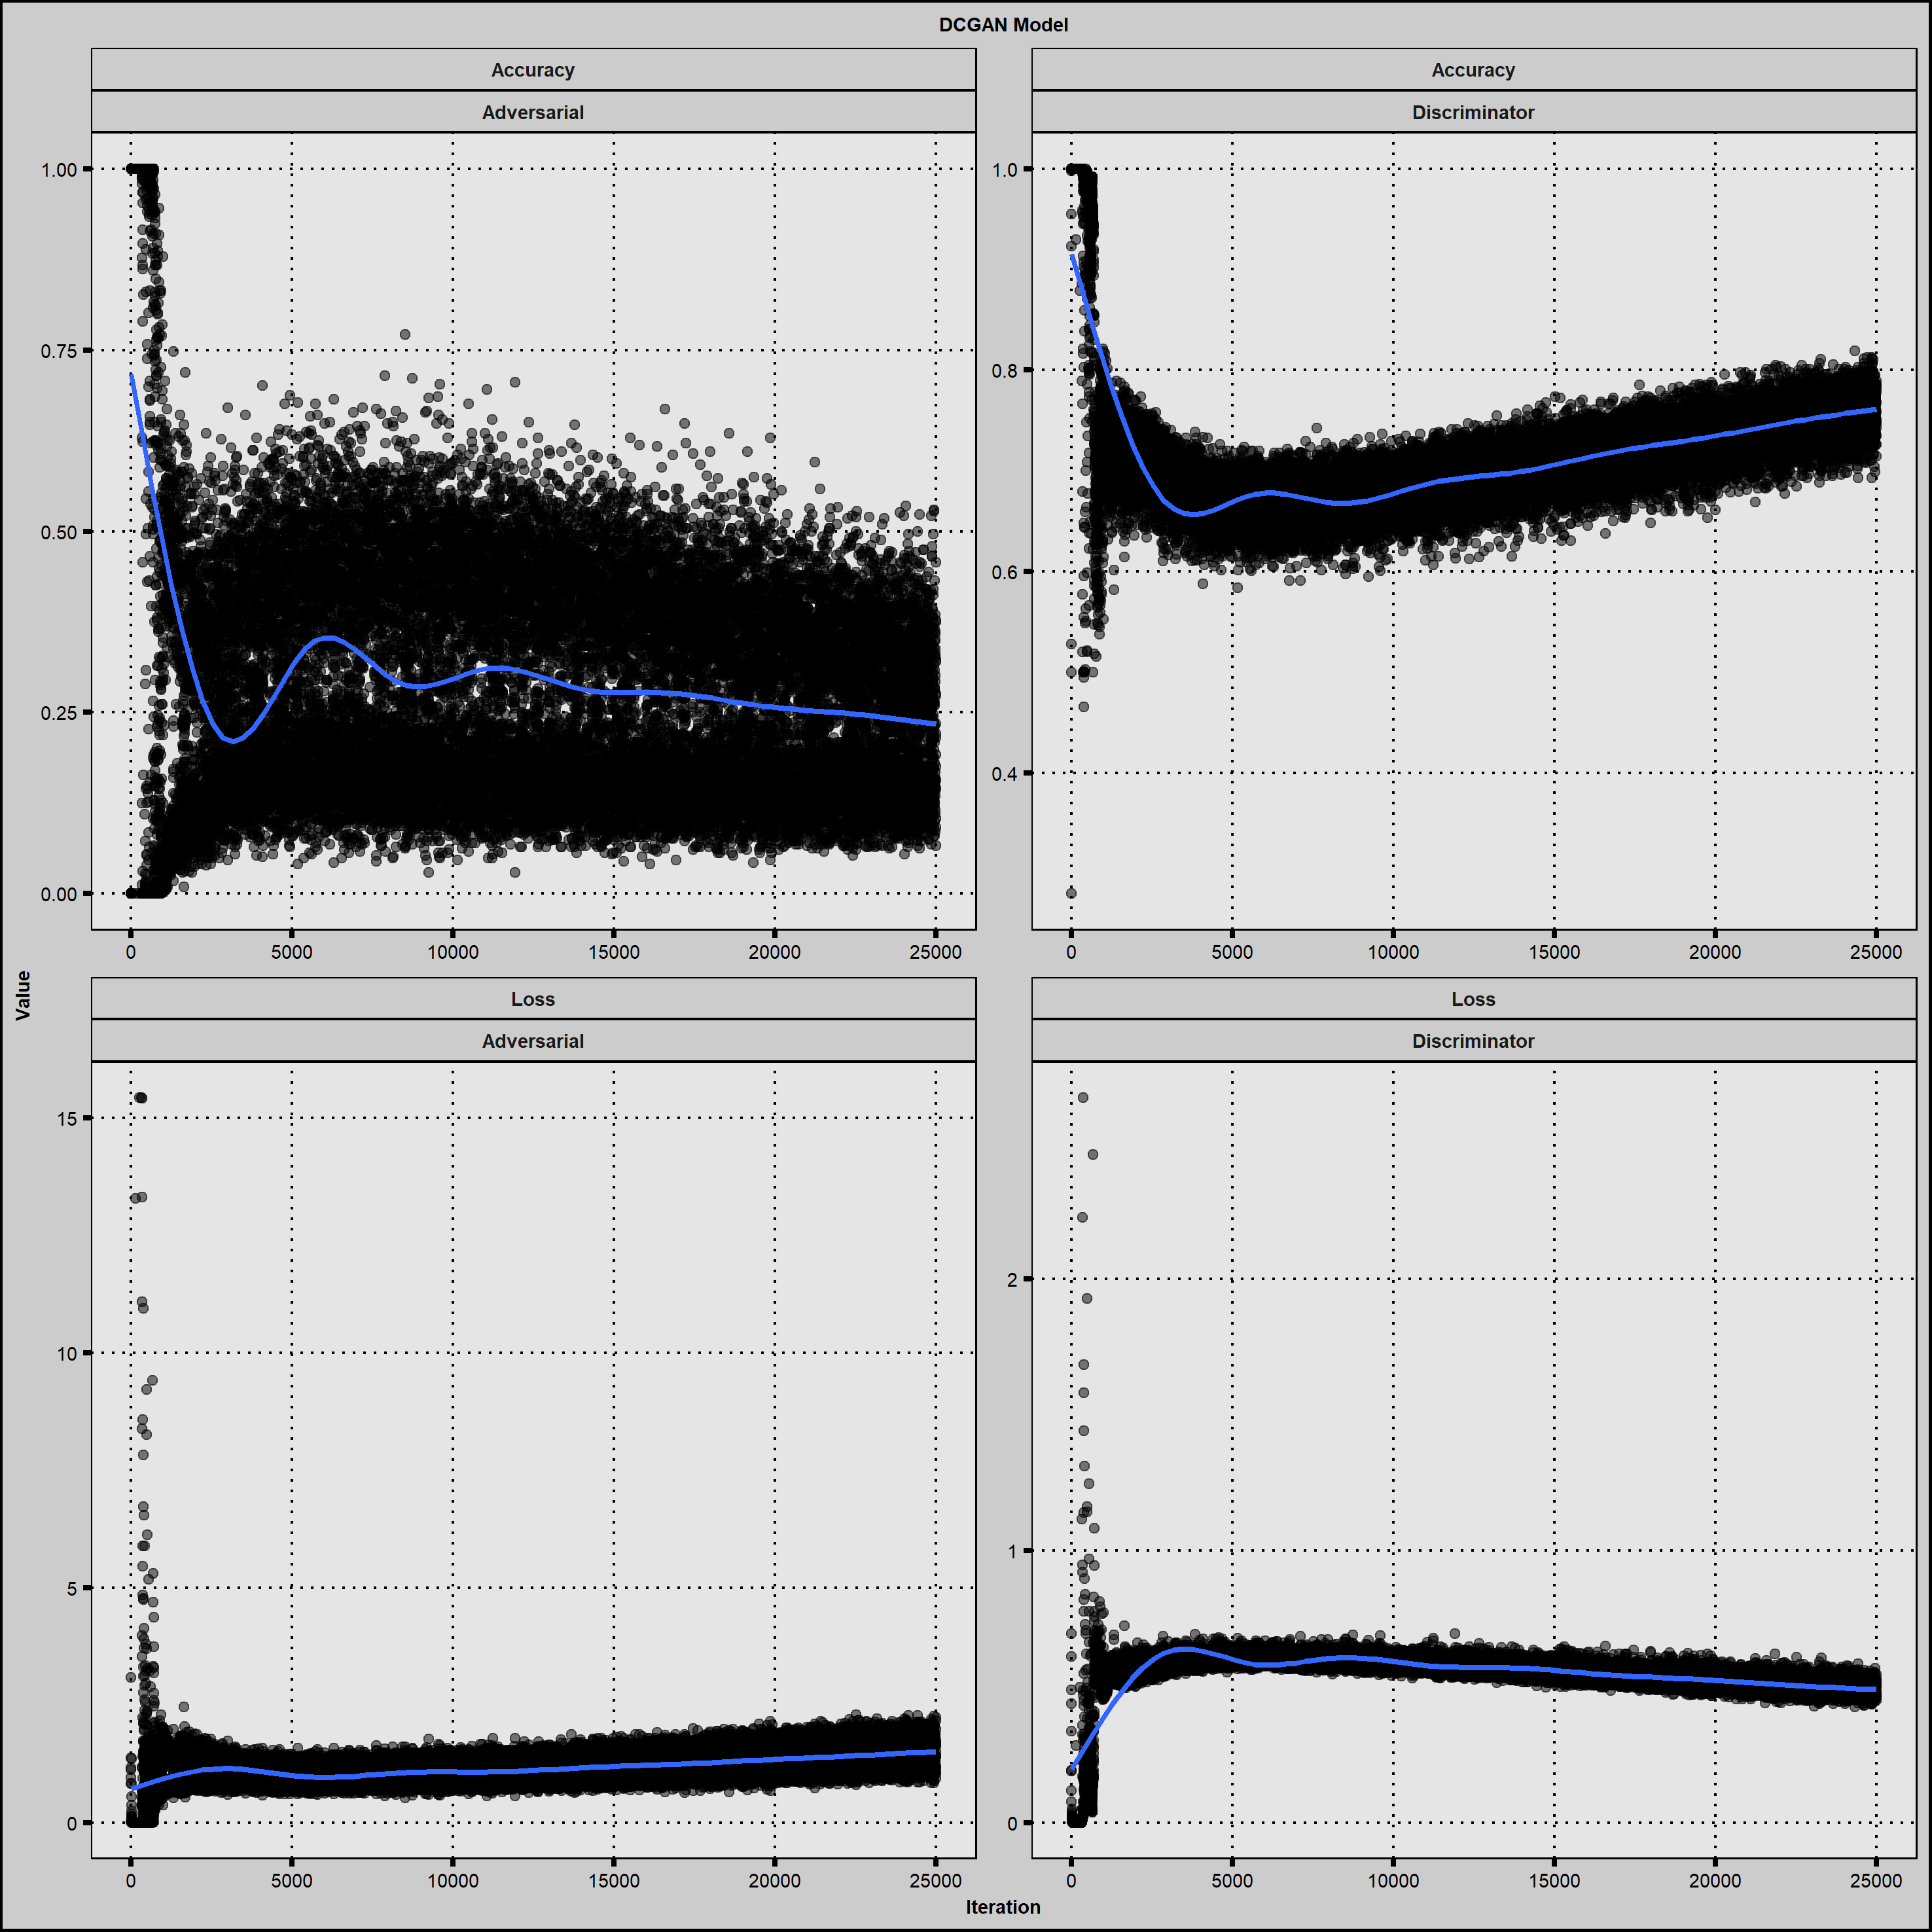 DCGAN Model
Accuracy
Accuracy
Adversarial
Discriminator
1.00
0.75
0.50
0.25
0.00
1.0
0.8
0.6
0.4
0 5000 10000 15000 20000 25000
0 5000 10000 15000 20000 25000
Value
Loss
Loss
Adversarial
Discriminator
15
10
5
0
2
1
0
0 5000 10000 15000 20000 25000
0 5000 10000 15000 20000 25000
Iteration